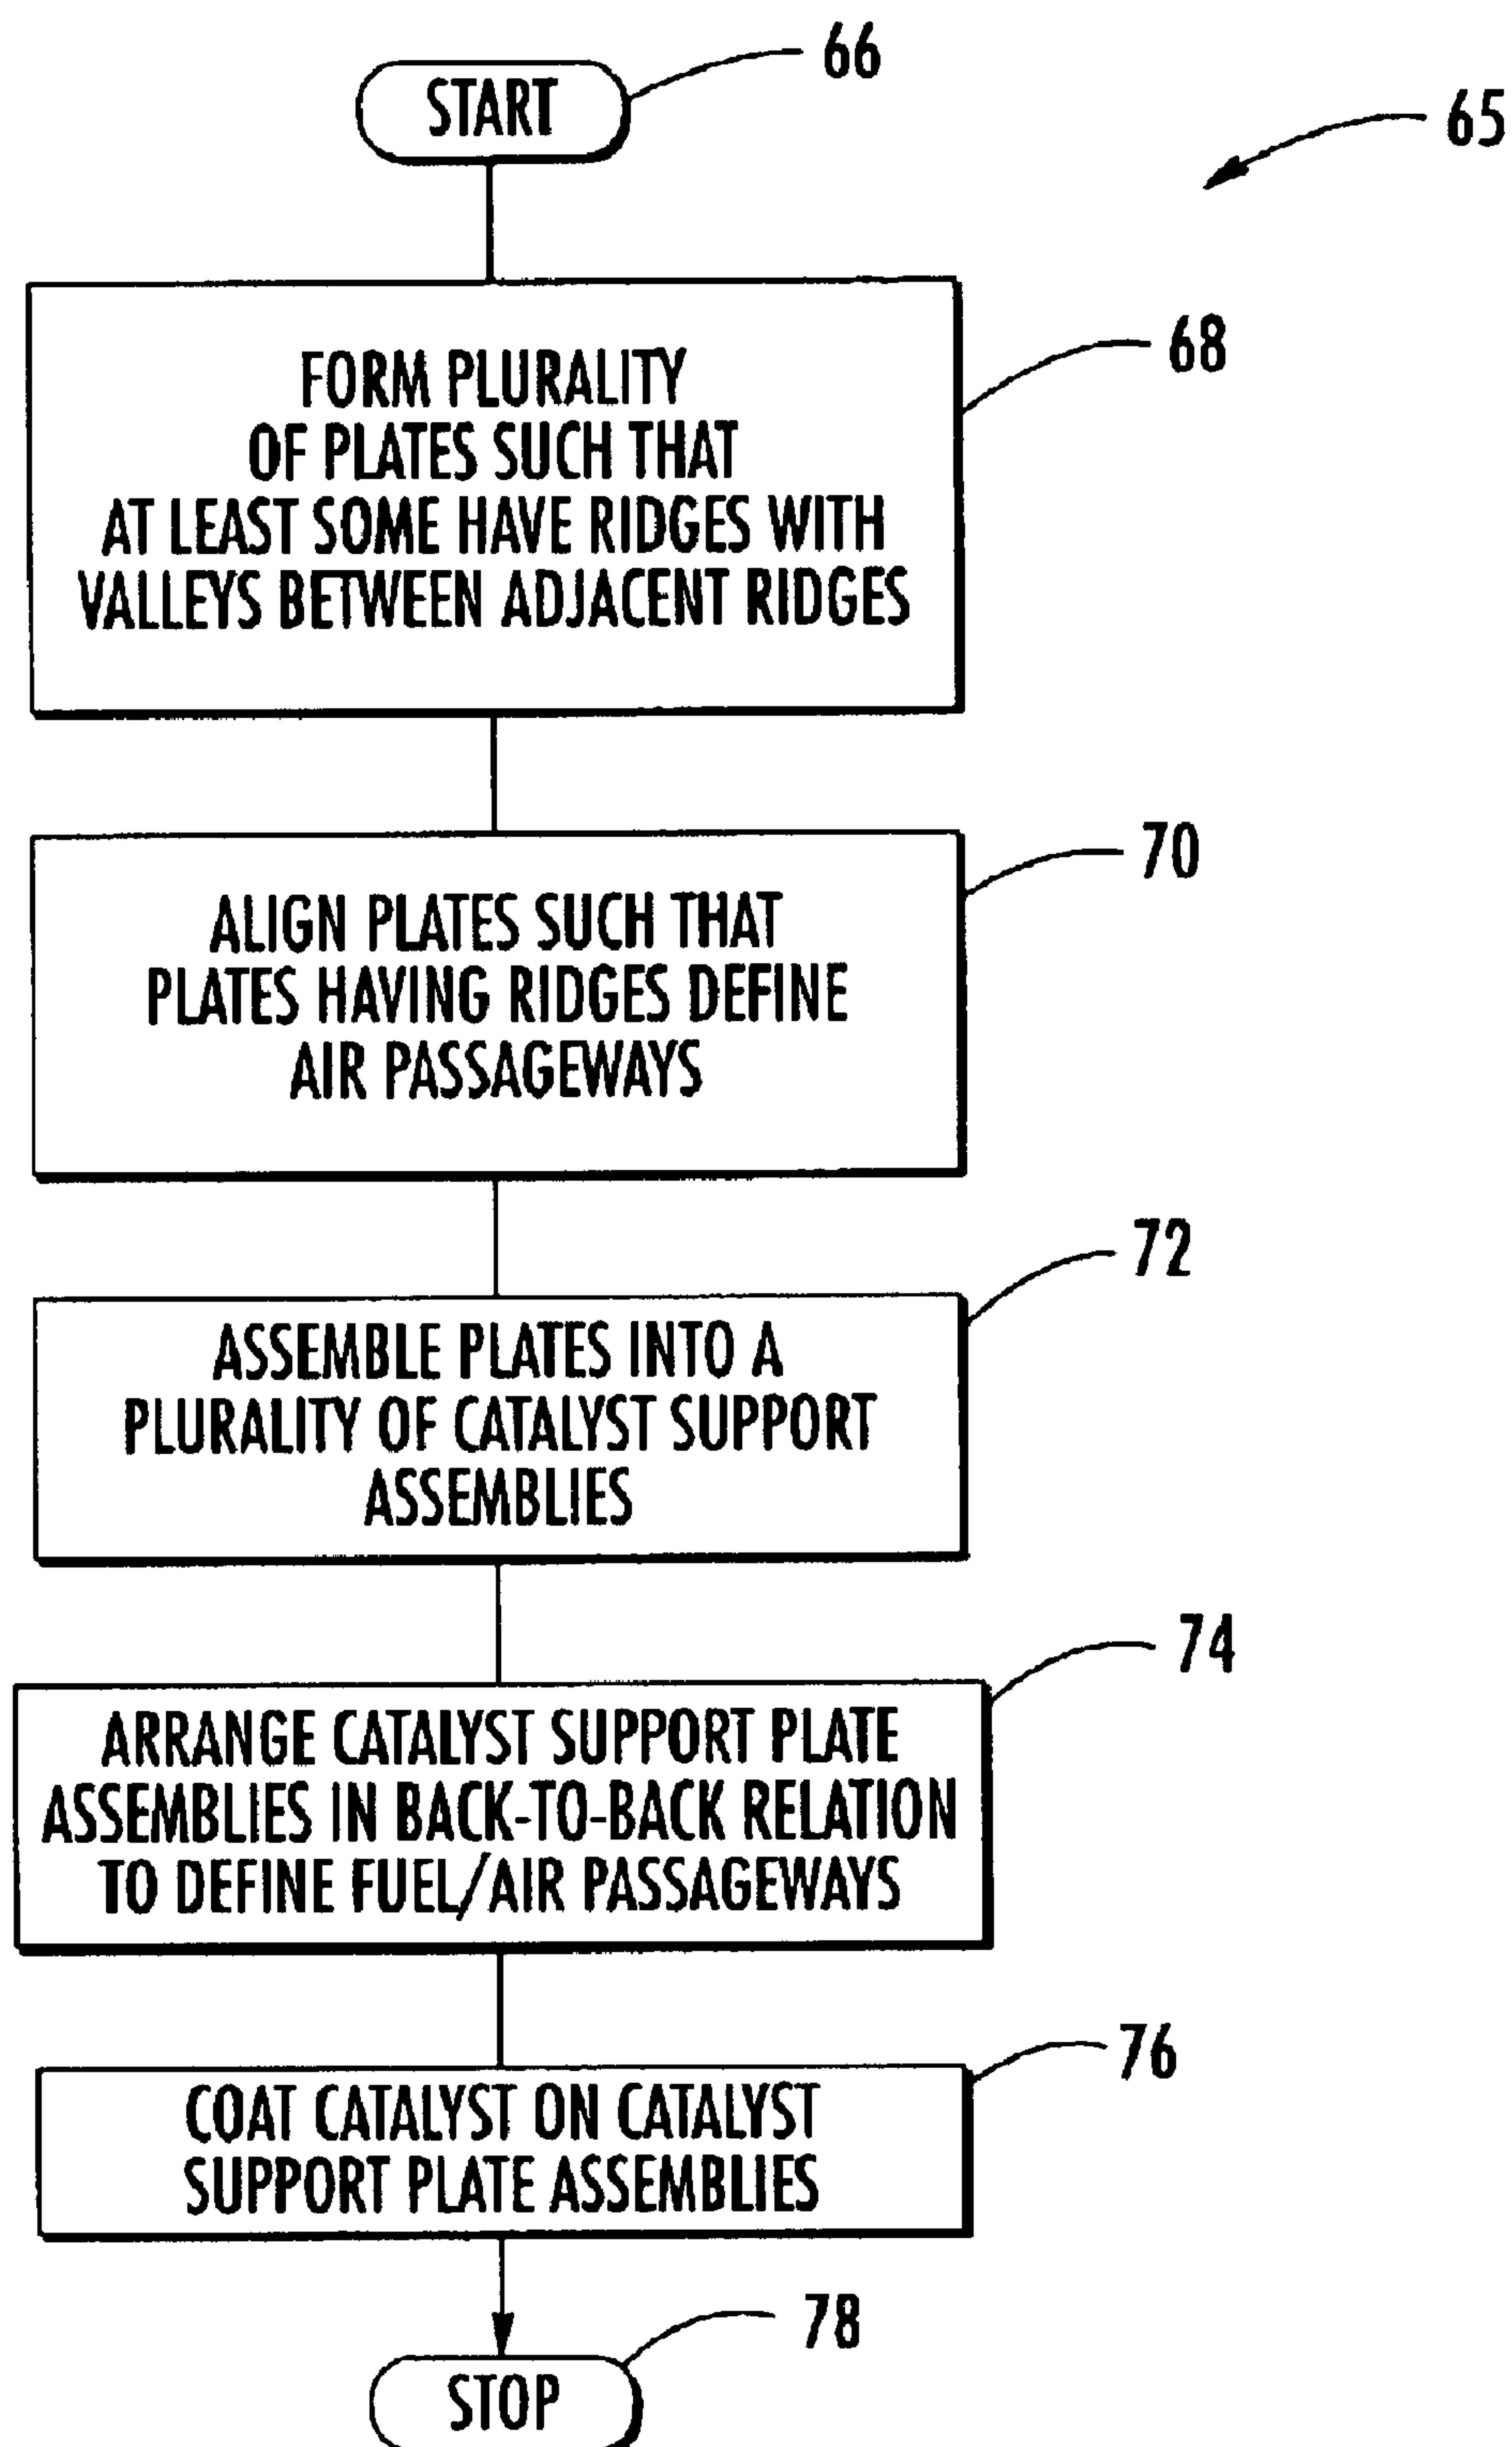 START
66
65
FORM PLURALITY
OF PLATES SUCH THAT
AT LEAST SOME HAVE RIDGES WITH
VALLEYS BETWEEN ADJACENT RIDGES
68
ALIGN PLATES SUCH THAT
PLATES HAVING RIDGES DEFINE
AIR PASSAGEWAYS
70
ASSEMBLE PLATES INTO A
PLURALITY OF CATALYST SUPPORT
ASSEMBLIES
72
ARRANGE CATALYST SUPPORT PLATE
ASSEMBLIES IN BACK-TO-BACK RELATION
TO DEFINE FUEL/AIR PASSAGEWAYS
74
COAT CATALYST ON CATALYST
SUPPORT PLATE ASSEMBLIES
76
STOP
78